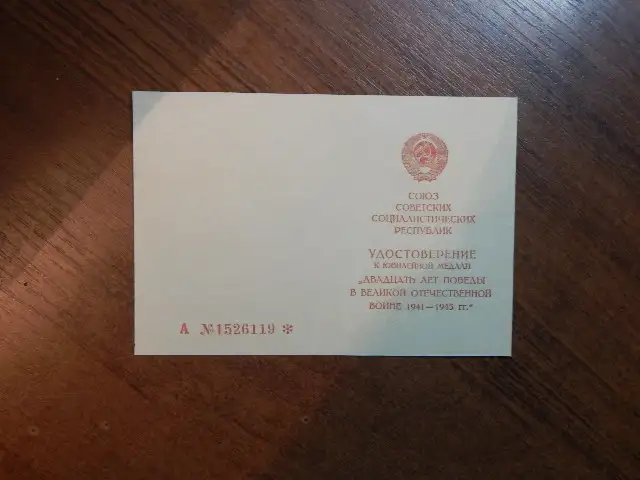 СОЮЗ
СОВЕТСКИХ
СОЦИАЛИСТИЧЕСКИХ
РЕСПУБЛИК
УДОСТОВЕРЕНИЕ
К ЮБИЛЕЙНОЙ МЕДАЛИ
„ДВАДЦАТЬ ЛЕТ ПОБЕДЫ
В ВЕЛИКОЙ ОТЕЧЕСТВЕННОЙ
ВОЙНЕ 1941—1945 гг.“
А №1526119 *